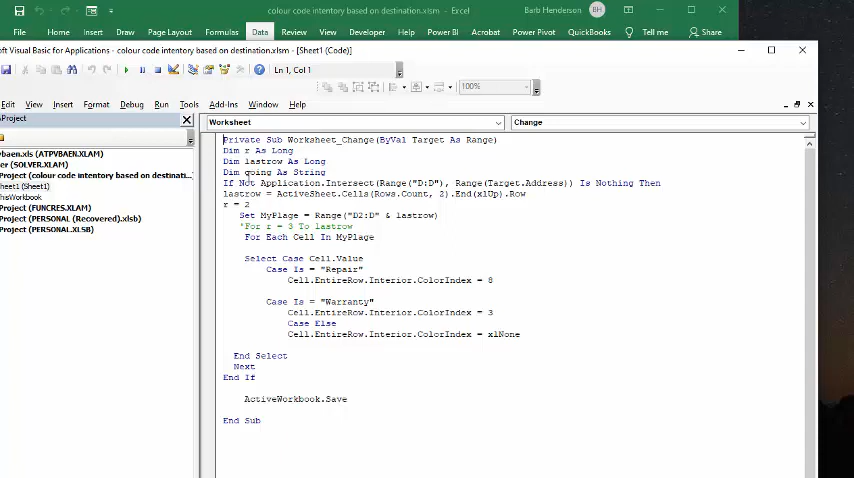 colour code intentory based on destination.xlsm - Excel
Barb Henderson
BH
File
Home
Insert
Draw
Page Layout
Formulas
Data
Review
View
Developer
Help
Power BI
Acrobat
Power Pivot
QuickBooks
Tell me
Share
oft Visual Basic for Applications - colour code intentory based on destination.xlsm - [Sheet1 (Code)]
Ln 1, Col 1
100%
Edit View Insert Format Debug Run Tools Add-Ins Window Help
Project
Worksheet
Change
vbaen.xls (ATPVBAEN.XLAM)
er (SOLVER.XLAM)
Project (colour code intentory based on destinati...
heet1 (Sheet1)
hisWorkbook
Project (FUNCRES.XLAM)
Project (PERSONAL (Recovered).xlsb)
Project (PERSONAL.XLSB)
Private Sub Worksheet_Change(ByVal Target As Range)
Dim r As Long
Dim lastrow As Long
Dim going As String
If Not Application.Intersect(Range("D:D"), Range(Target.Address)) Is Nothing Then
lastrow = ActiveSheet.Cells(Rows.Count, 2).End(xlUp).Row
r = 2
Set MyPlage = Range("D2:D" & lastrow)
'For r = 3 To lastrow
For Each Cell In MyPlage
Select Case Cell.Value
Case Is = "Repair"
Cell.EntireRow.Interior.ColorIndex = 8
Case Is = "Warranty"
Cell.EntireRow.Interior.ColorIndex = 3
Case Else
Cell.EntireRow.Interior.ColorIndex = xlNone
End Select
Next
End If
ActiveWorkbook.Save
End Sub